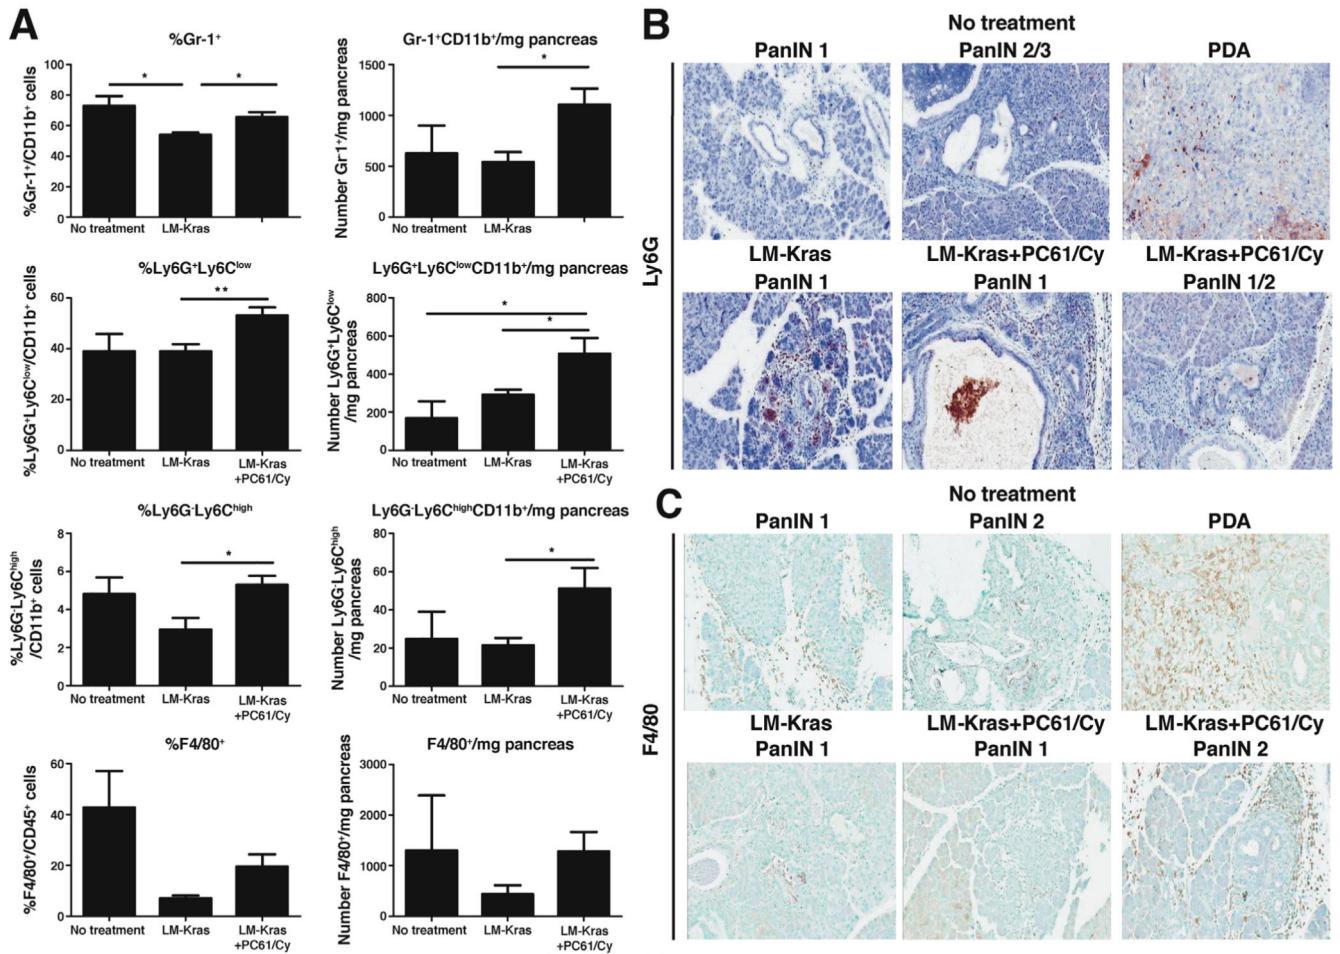 A
%Gr-1⁺
%Gr-1⁺/CD11b⁺ cells
100
80
60
40
20
0
*
*
No treatment
LM-Kras
Gr-1⁺CD11b⁺/mg pancreas
Number Gr-1⁺/mg pancreas
1500
1000
500
0
*
No treatment
LM-Kras
%Ly6G⁺Ly6Cˡᵒʷ
%Ly6G⁺Ly6Cˡᵒʷ/CD11b⁺ cells
60
40
20
0
**
No treatment
LM-Kras
LM-Kras
+PC61/Cy
Ly6G⁺Ly6CˡᵒʷCD11b⁺/mg pancreas
Number Ly6G⁺Ly6Cˡᵒʷ
/mg pancreas
800
600
400
200
0
*
*
No treatment
LM-Kras
LM-Kras
+PC61/Cy
%Ly6G⁻Ly6Cʰⁱᵍʰ
%Ly6G⁻Ly6Cʰⁱᵍʰ
/CD11b⁺ cells
8
6
4
2
0
*
No treatment
LM-Kras
LM-Kras
+PC61/Cy
Ly6G⁻Ly6CʰⁱᵍʰCD11b⁺/mg pancreas
Number Ly6G⁻Ly6Cʰⁱᵍʰ
/mg pancreas
80
60
40
20
0
*
No treatment
LM-Kras
LM-Kras
+PC61/Cy
%F4/80⁺
%F4/80⁺/CD45⁺ cells
60
40
20
0
No treatment
LM-Kras
LM-Kras
+PC61/Cy
F4/80⁺/mg pancreas
Number F4/80⁺/mg pancreas
3000
2000
1000
0
No treatment
LM-Kras
LM-Kras
+PC61/Cy
B
No treatment
PanIN 1
PanIN 2/3
PDA
Ly6G
LM-Kras
PanIN 1
LM-Kras+PC61/Cy
PanIN 1
LM-Kras+PC61/Cy
PanIN 1/2
C
No treatment
PanIN 1
PanIN 2
PDA
F4/80
LM-Kras
PanIN 1
LM-Kras+PC61/Cy
PanIN 1
LM-Kras+PC61/Cy
PanIN 2